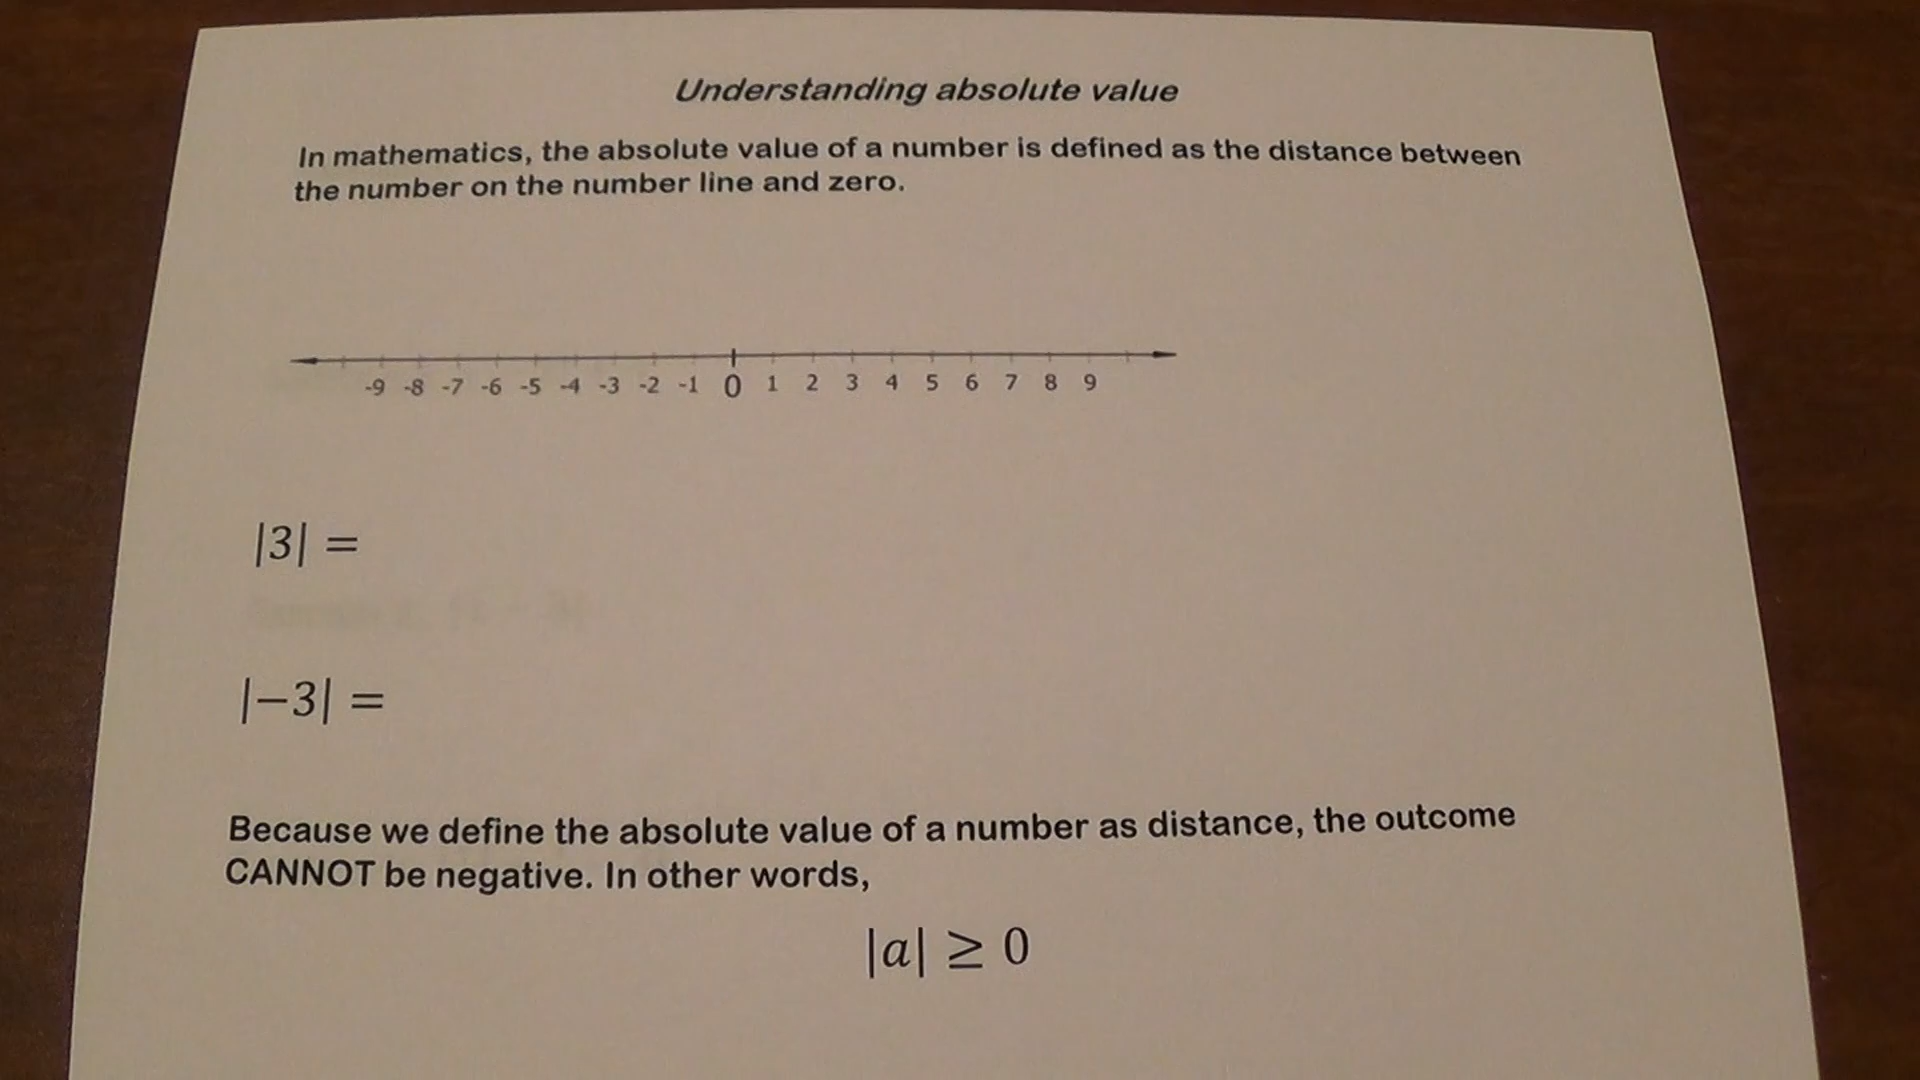 Understanding absolute value
In mathematics, the absolute value of a number is defined as the distance between
the number on the number line and zero.
-9 -8 -7 -6 -5 -4 -3 -2 -1 0 1 2 3 4 5 6 7 8 9
|3| =
|−3| =
Because we define the absolute value of a number as distance, the outcome
CANNOT be negative. In other words,
|a| ≥ 0